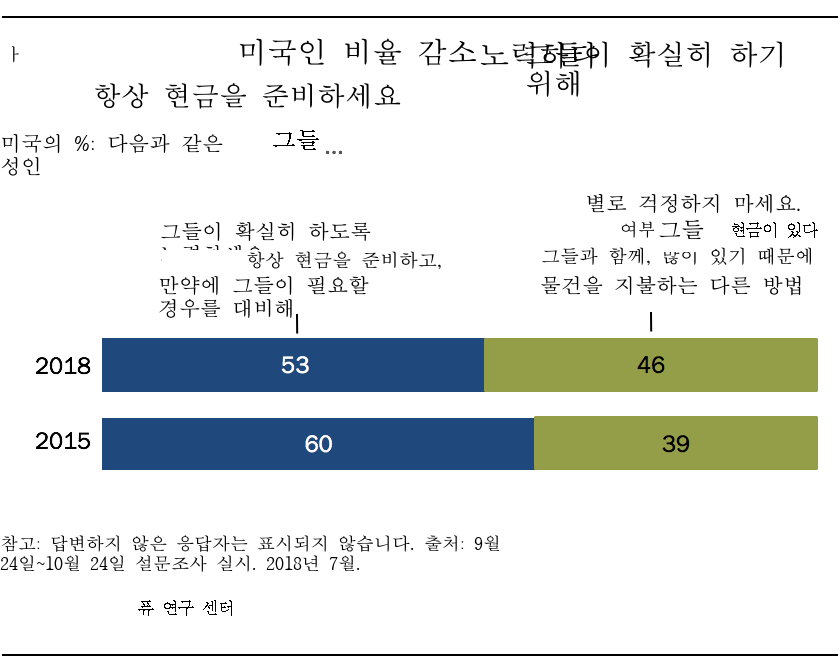 ㅏ 미국인 비율 감소 그들이 확실히 하기
위해
항상 현금을 준비하세요
미국의 %: 다음과 같은 그들 ...
성인
별로 걱정하지 마세요.
그들이 확실히 하도록
여부 그들 현금이 있다
항상 현금을 준비하고,
그들과 함께, 많이 있기 때문에
만약에 그들이 필요할
물건을 지불하는 다른 방법
경우를 대비해
2018 53 46
2015 60 39
참고: 답변하지 않은 응답자는 표시되지 않습니다. 출처: 9월
24일~10월 24일 설문조사 실시. 2018년 7월.
퓨 연구 센터